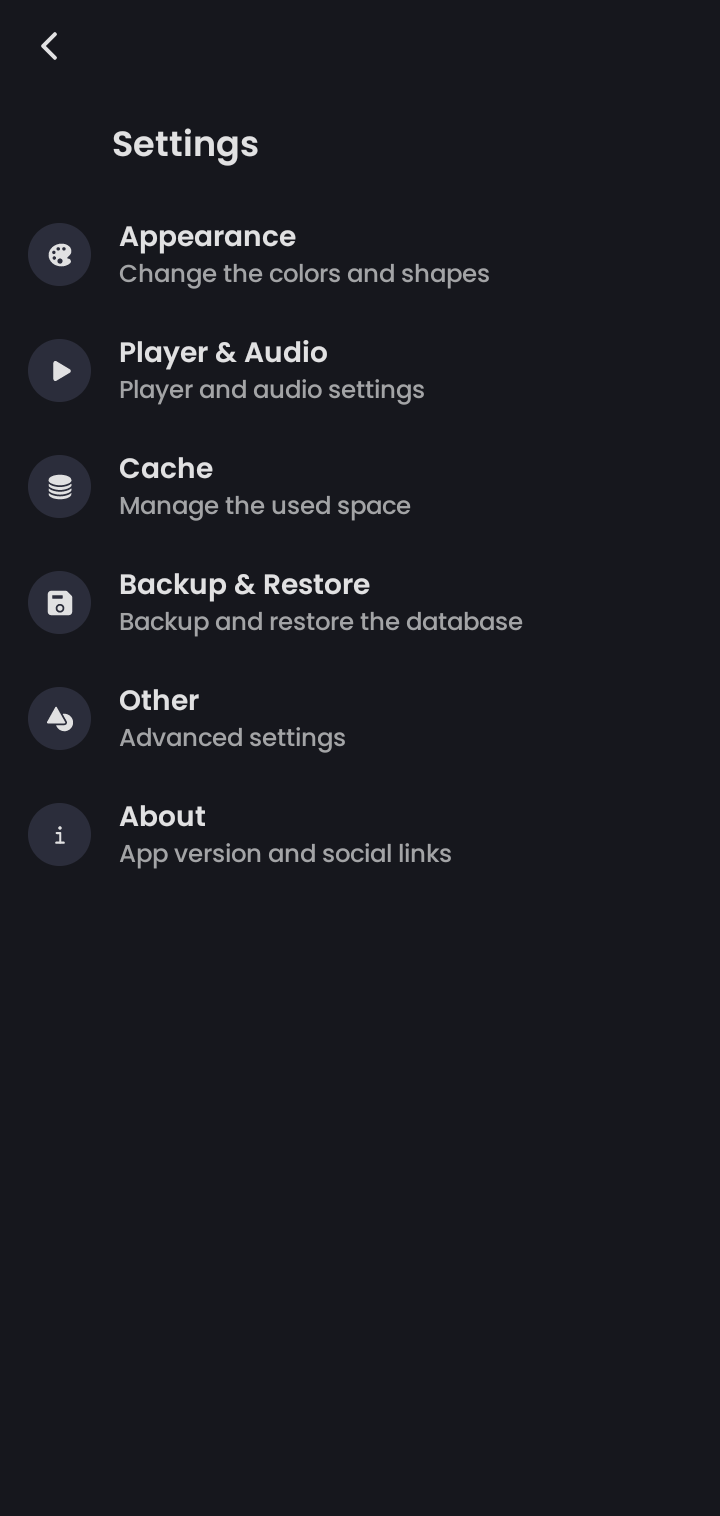 Settings
Appearance
Change the colors and shapes
Player & Audio
Player and audio settings
Cache
Manage the used space
Backup & Restore
Backup and restore the database
Other
Advanced settings
About
App version and social links